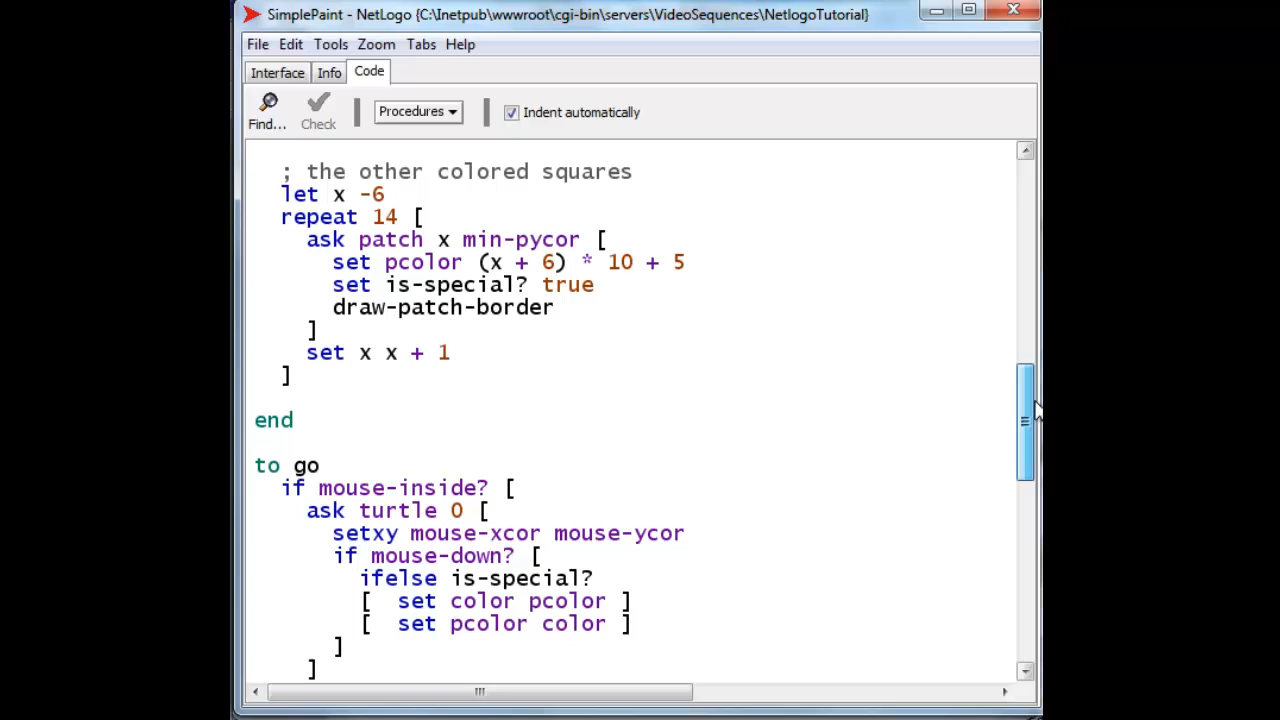 SimplePaint - NetLogo {C:\Inetpub\wwwroot\cgi-bin\servers\VideoSequences\NetlogoTutorial}
File Edit Tools Zoom Tabs Help
Interface Info Code
Find... Check Procedures Indent automatically
; the other colored squares
let x -6
repeat 14 [
ask patch x min-pycor [
set pcolor (x + 6) * 10 + 5
set is-special? true
draw-patch-border
]
set x x + 1
]
end
to go
if mouse-inside? [
ask turtle 0 [
setxy mouse-xcor mouse-ycor
if mouse-down? [
ifelse is-special?
[ set color pcolor ]
[ set pcolor color ]
]
]